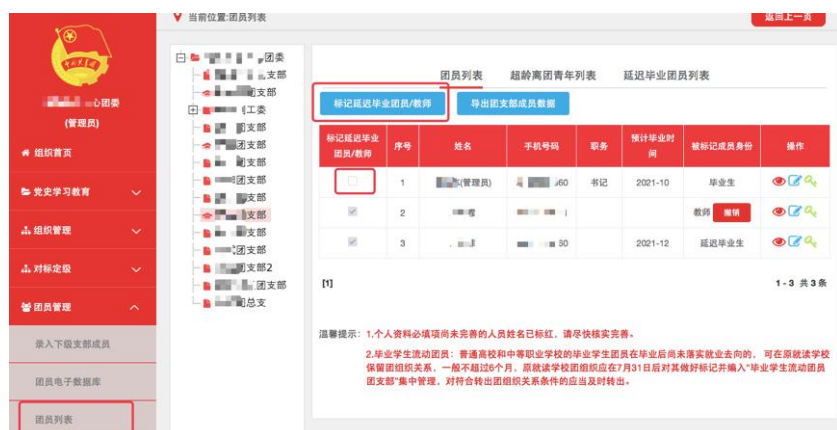 当前位置:团员列表
返回上一页
团委
支部
心团委
(管理员)
组织首页
党史学习教育
组织管理
对标定级
团员管理
录入下级支部成员
团员电子数据库
团员列表
支部
工委
支部
团支部
支部
团支部
支部
支部
支部
团支部
支部2
团支部
总支
团员列表 超龄离团青年列表 延迟毕业团员列表
标记延迟毕业团员/教师 导出团支部成员数据
标记延迟毕业团员/教师 序号 姓名 手机号码 职务 预计毕业时间 被标记成员身份 操作
1 (管理员) 60 书记 2021-10 毕业生
2 教师 撤销
3 50 2021-12 延迟毕业生
[1] 1-3 共3条
温馨提示: 1.个人资料必填项尚未完善的人员姓名已标红,请尽快核实完善。
2.毕业学生流动团员:普通高校和中等职业学校的毕业学生团员在毕业后尚未落实就业去向的,可在原就读学校
保留团组织关系,一般不超过6个月,原就读学校团组织应在7月31日后对其做好标记并编入“毕业学生流动团员
团支部”集中管理,对符合转出团组织关系条件的应当及时转出。